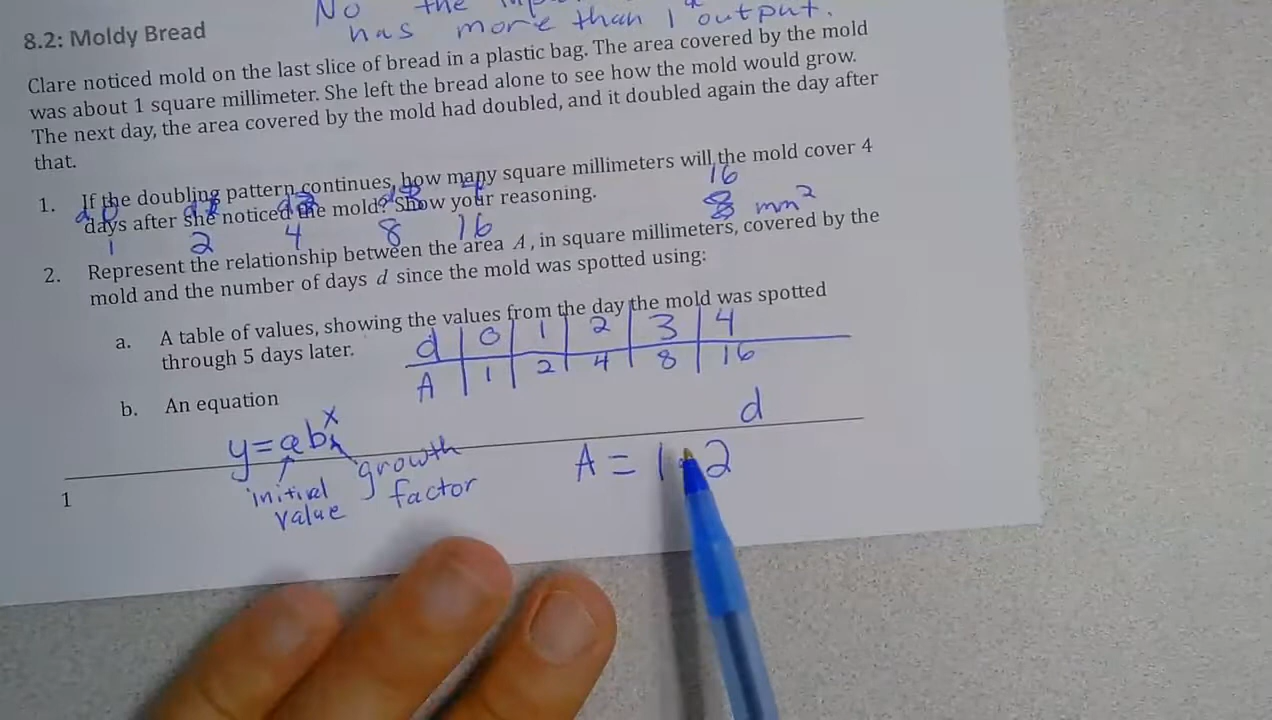 No the
has more than 1 output.
8.2: Moldy Bread
Clare noticed mold on the last slice of bread in a plastic bag. The area covered by the mold
was about 1 square millimeter. She left the bread alone to see how the mold would grow.
The next day, the area covered by the mold had doubled, and it doubled again the day after
that.
1. If the doubling pattern continues, how many square millimeters will the mold cover 4
days after she noticed the mold? Show your reasoning.
16
8 mm²
1 2 4 8 16
2. Represent the relationship between the area A, in square millimeters, covered by the
mold and the number of days d since the mold was spotted using:
a. A table of values, showing the values from the day the mold was spotted
through 5 days later.
d 0 1 2 3 4
A 1 2 4 8 16
b. An equation
y=abˣ
initial value
growth factor
A = 1·2ᵈ
1